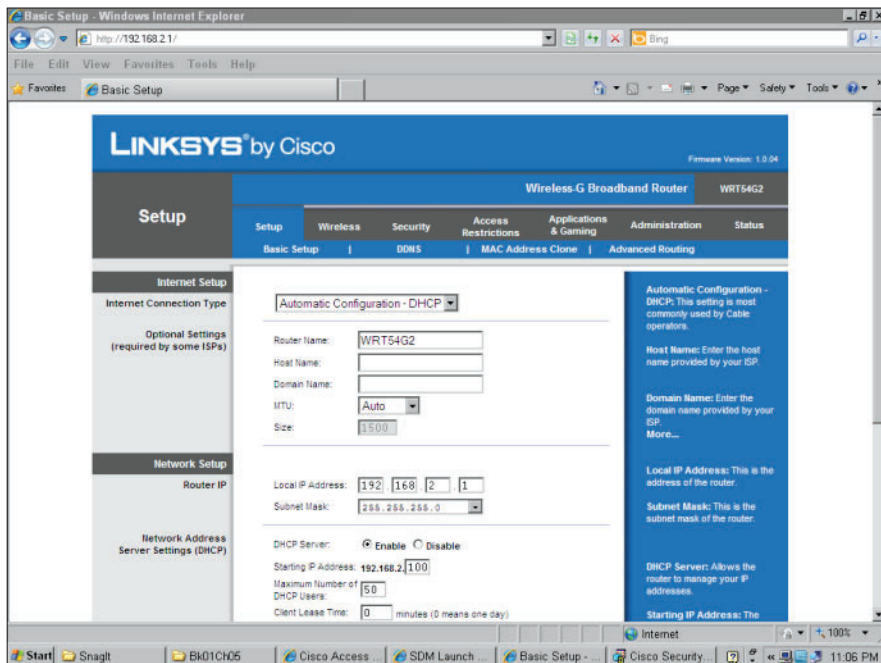 Basic Setup - Windows Internet Explorer
http://192.168.2.1/
Bing
File Edit View Favorites Tools Help
Favorites Basic Setup Page Safety Tools
LINKSYS® by Cisco
Firmware Version: 1.0.04
Wireless-G Broadband Router WRT54G2
Setup
Setup Wireless Security Access Restrictions Applications & Gaming Administration Status
Basic Setup | DDNS | MAC Address Clone | Advanced Routing
Internet Setup
Internet Connection Type
Automatic Configuration - DHCP
Optional Settings
(required by some ISPs)
Router Name: WRT54G2
Host Name:
Domain Name:
MTU: Auto
Size: 1500
Network Setup
Router IP
Local IP Address: 192 . 168 . 2 . 1
Subnet Mask: 255.255.255.0
Network Address
Server Settings (DHCP)
DHCP Server: Enable Disable
Starting IP Address: 192.168.2. 100
Maximum Number of
DHCP Users: 50
Client Lease Time: 0 minutes (0 means one day)
Automatic Configuration -
DHCP: This setting is most
commonly used by Cable
operators.
Host Name: Enter the host
name provided by your ISP.
Domain Name: Enter the
domain name provided by your
ISP.
More...
Local IP Address: This is the
address of the router.
Subnet Mask: This is the
subnet mask of the router.
DHCP Server: Allows the
router to manage your IP
addresses.
Starting IP Address: The
Internet 100%
Start SnagIt Bk01Ch05 Cisco Access ... SDM Launch ... Basic Setup - ... Cisco Security... 11:06 PM